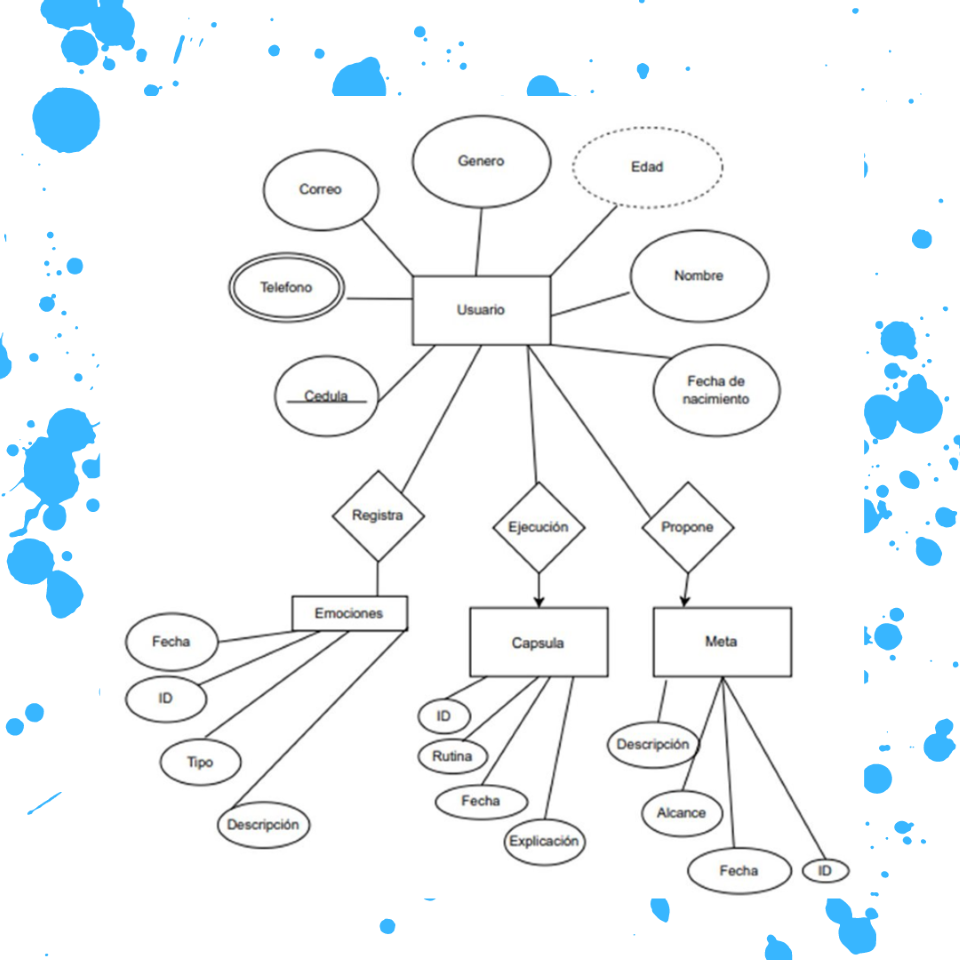 Genero
Edad
Correo
Nombre
Telefono
Usuario
Fecha de
nacimiento
Cedula
Registra
Ejecución
Propone
Emociones
Fecha
Capsula
Meta
ID
ID
Descripción
Rutina
Tipo
Fecha
Alcance
Descripción
Explicación
Fecha
ID